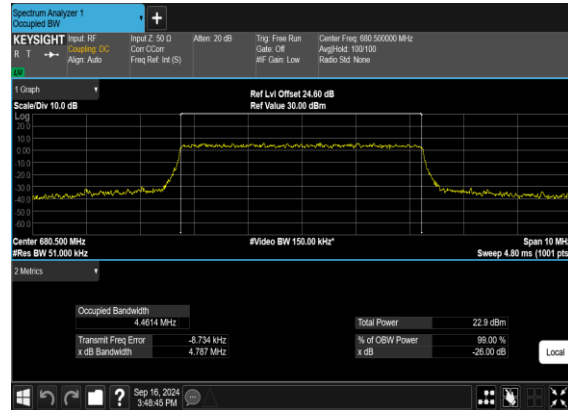 Spectrum Analyzer 1
Occupied BW
+
KEYSIGHT
R T
LW
Input: RF
Coupling: DC
Align: Auto
Input Z: 50 Ω
Corr CCorr
Freq Ref: Int (S)
Atten: 20 dB
Trig: Free Run
Gate: Off
#IF Gain: Low
Center Freq: 680.500000 MHz
Avg|Hold: 100/100
Radio Std: None
1 Graph
Scale/Div 10.0 dB
Ref Lvl Offset 24.60 dB
Ref Value 30.00 dBm
Log
20.0
10.0
0.00
-10.0
-20.0
-30.0
-40.0
-50.0
-60.0
Center 680.500 MHz
#Res BW 51.000 kHz
#Video BW 150.00 kHz*
Span 10 MHz
Sweep 4.80 ms (1001 pts)
2 Metrics
Occupied Bandwidth
4.4614 MHz
Transmit Freq Error -8.734 kHz
x dB Bandwidth 4.787 MHz
Total Power 22.9 dBm
% of OBW Power 99.00 %
x dB -26.00 dB
Local
?
Sep 16, 2024
3:48:45 PM